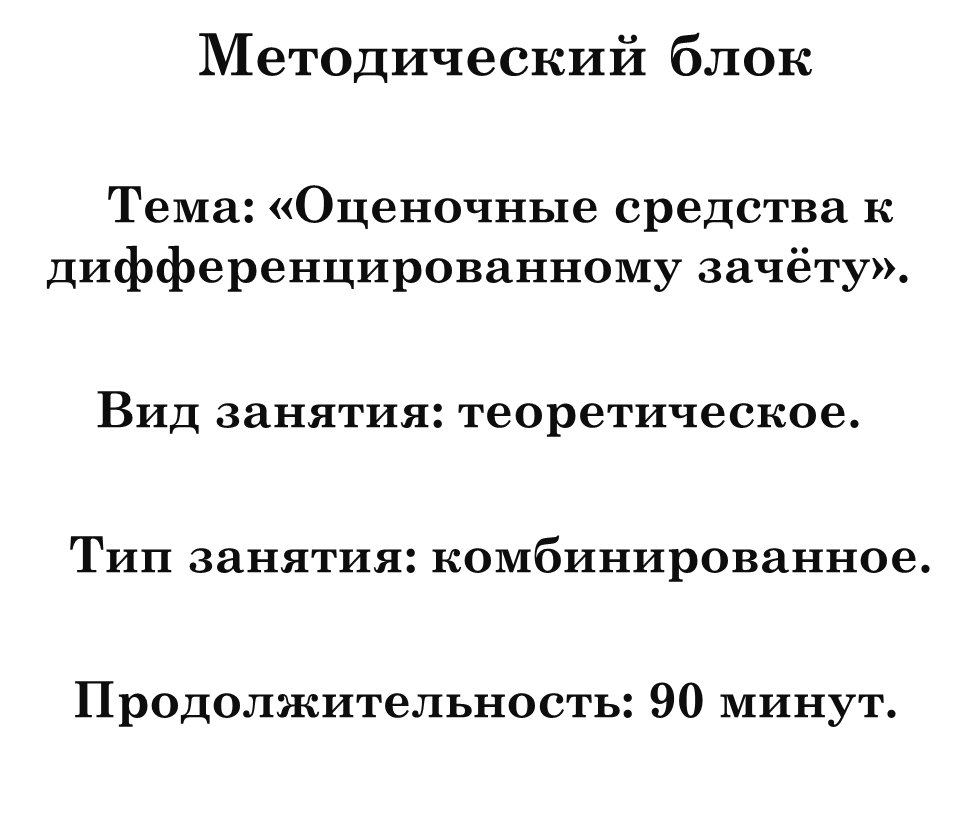 Методический блок
Тема: «Оценочные средства к
дифференцированному зачёту».
Вид занятия: теоретическое.
Тип занятия: комбинированное.
Продолжительность: 90 минут.